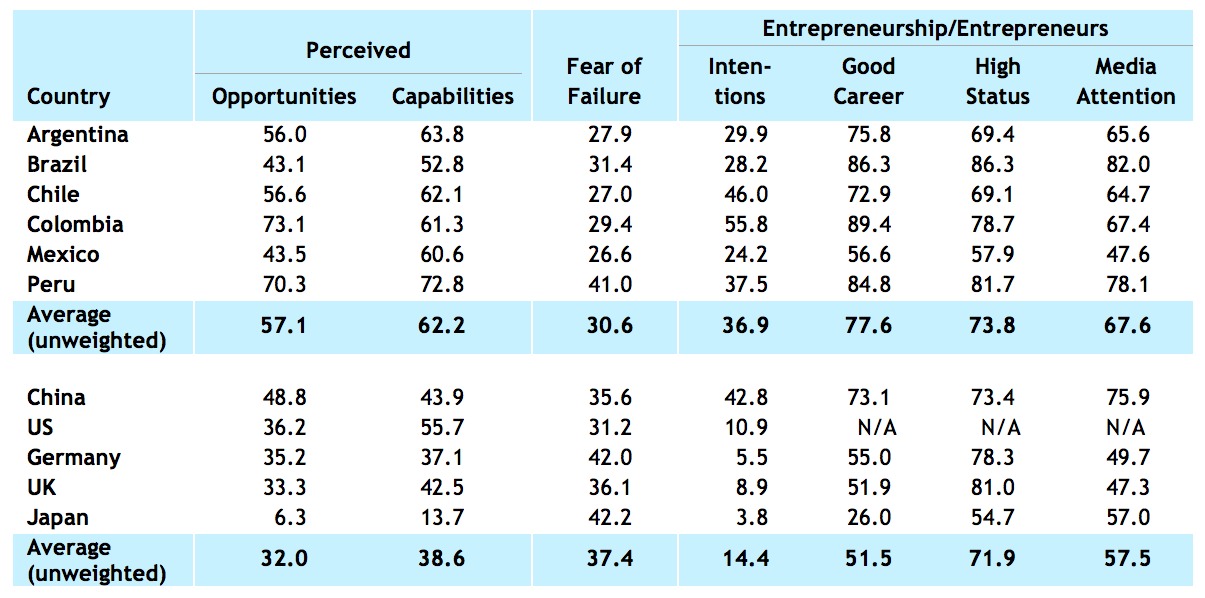 Entrepreneurship/Entrepreneurs
Perceived
Fear of Inten- Good High Media
Country Opportunities Capabilities Failure tions Career Status Attention
Argentina 56.0 63.8 27.9 29.9 75.8 69.4 65.6
Brazil 43.1 52.8 31.4 28.2 86.3 86.3 82.0
Chile 56.6 62.1 27.0 46.0 72.9 69.1 64.7
Colombia 73.1 61.3 29.4 55.8 89.4 78.7 67.4
Mexico 43.5 60.6 26.6 24.2 56.6 57.9 47.6
Peru 70.3 72.8 41.0 37.5 84.8 81.7 78.1
Average
(unweighted) 57.1 62.2 30.6 36.9 77.6 73.8 67.6
China 48.8 43.9 35.6 42.8 73.1 73.4 75.9
US 36.2 55.7 31.2 10.9 N/A N/A N/A
Germany 35.2 37.1 42.0 5.5 55.0 78.3 49.7
UK 33.3 42.5 36.1 8.9 51.9 81.0 47.3
Japan 6.3 13.7 42.2 3.8 26.0 54.7 57.0
Average
(unweighted) 32.0 38.6 37.4 14.4 51.5 71.9 57.5